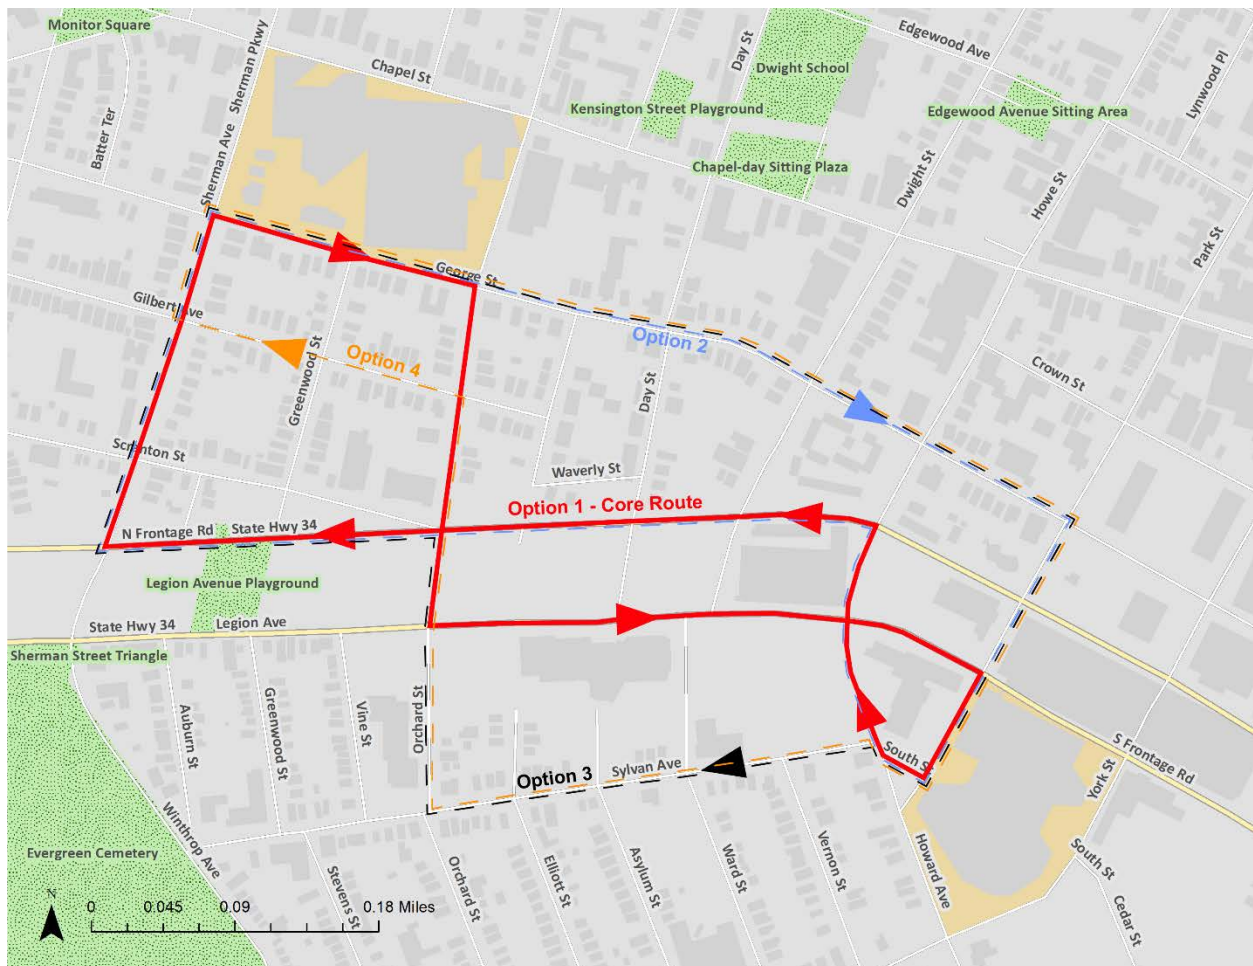 Monitor Square
Sherman Pkwy
Chapel St
Day St
Edgewood Ave
Dwight School
Lynwood Pl
Kensington Street Playground
Edgewood Avenue Sitting Area
Batter Ter
Sherman Ave
Chapel-day Sitting Plaza
Dwight St
Howe St
Park St
George St
Gilbert Ave
Option 2
Option 4
Greenwood St
Crown St
Day St
Scranton St
Waverly St
Option 1 - Core Route
N Frontage Rd
State Hwy 34
Legion Avenue Playground
State Hwy 34
Legion Ave
Sherman Street Triangle
Auburn St
Greenwood St
Vine St
Orchard St
South St
S Frontage Rd
Option 3
Sylvan Ave
York St
Winthrop Ave
Evergreen Cemetery
Stevens St
Orchard St
Elliott St
Asylum St
Ward St
Vernon St
Howard Ave
South St
Cedar St
N
0 0.045 0.09 0.18 Miles